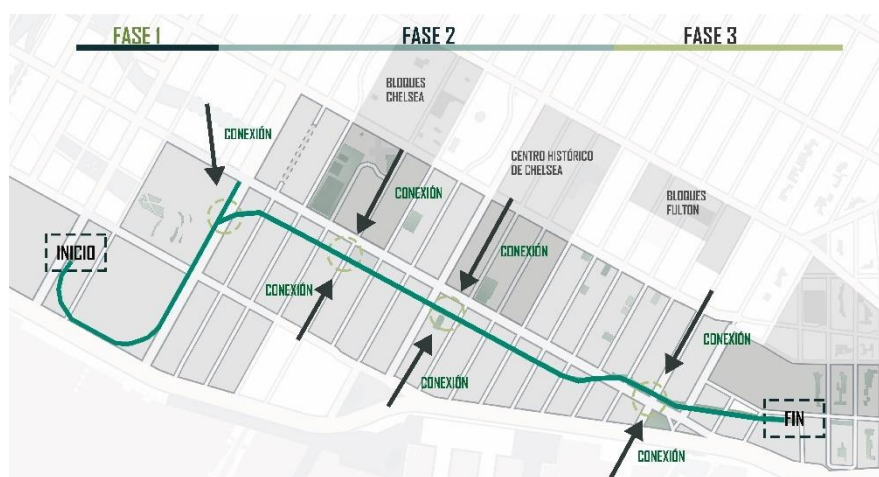 FASE 1
FASE 2
FASE 3
BLOQUES
CHELSEA
CONEXIÓN
CENTRO HISTÓRICO
DE CHELSEA
CONEXIÓN
BLOQUES
FULTON
INICIO
CONEXIÓN
CONEXIÓN
CONEXIÓN
CONEXIÓN
FIN
CONEXIÓN